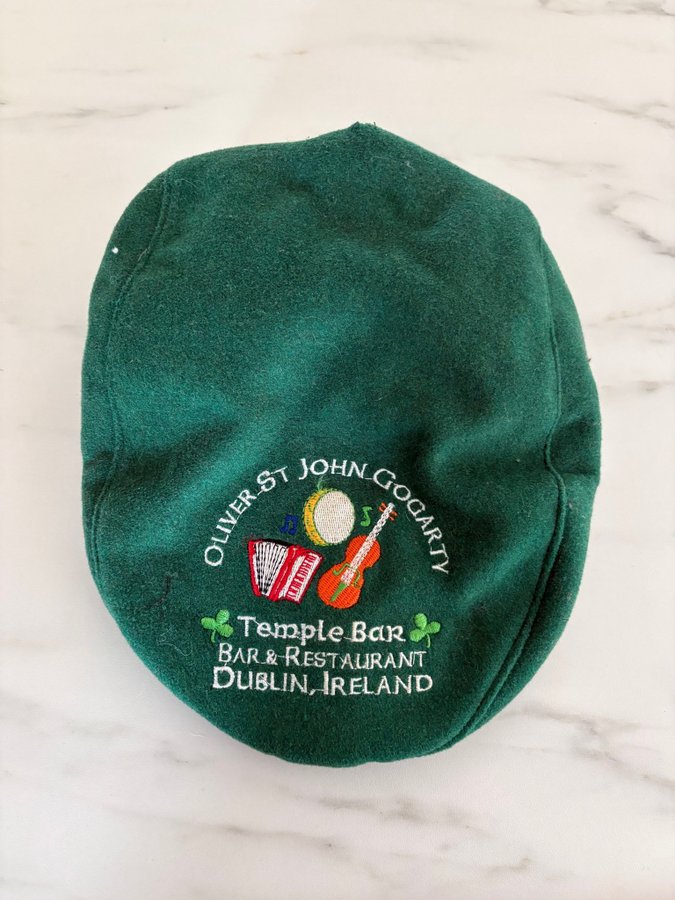 Oliver St John Gogarty
Temple Bar
Bar & Restaurant
Dublin, Ireland